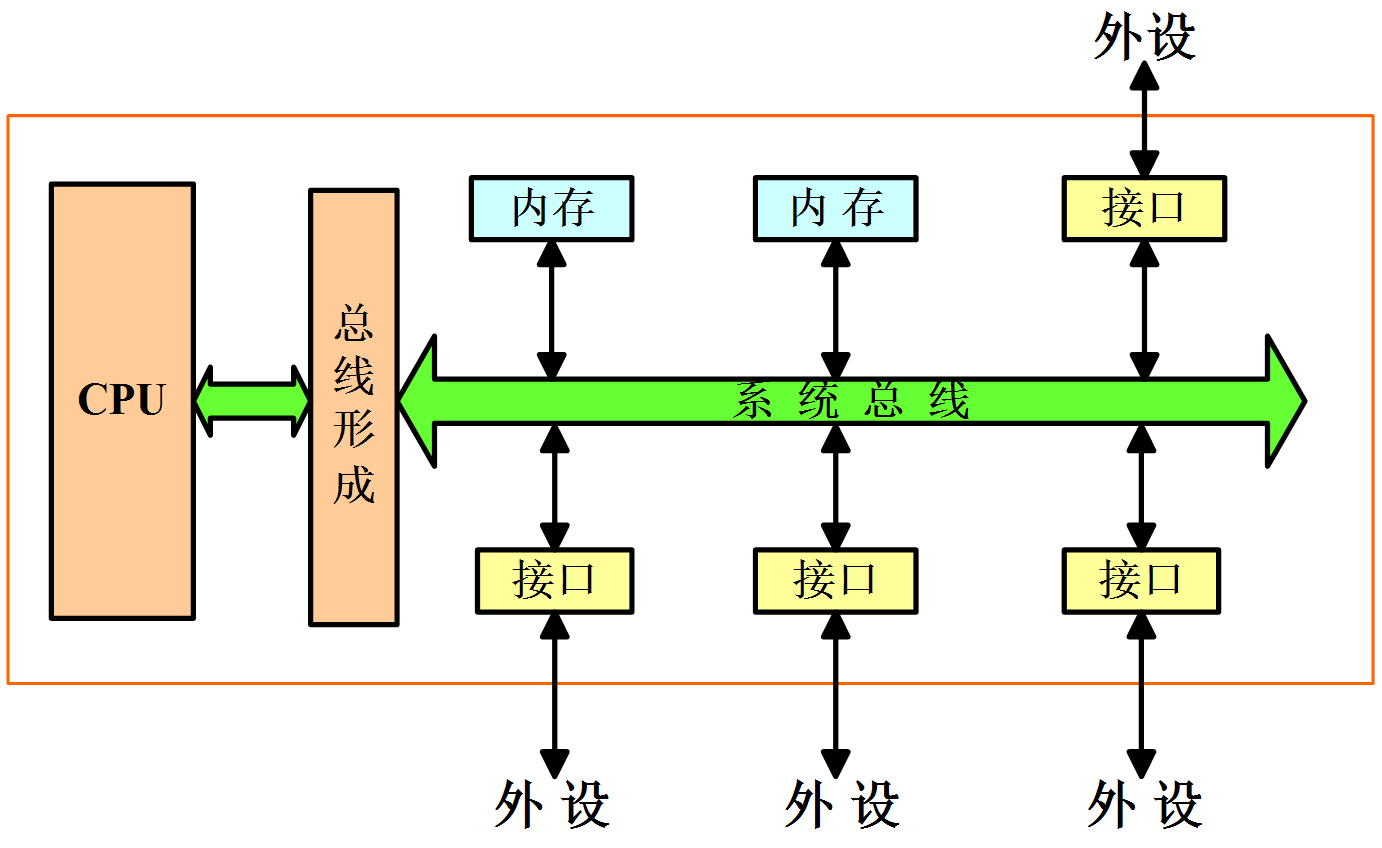 外设
内存
内 存
接口
CPU
总线形成
系 统 总 线
接口
接口
接口
外 设
外 设
外 设